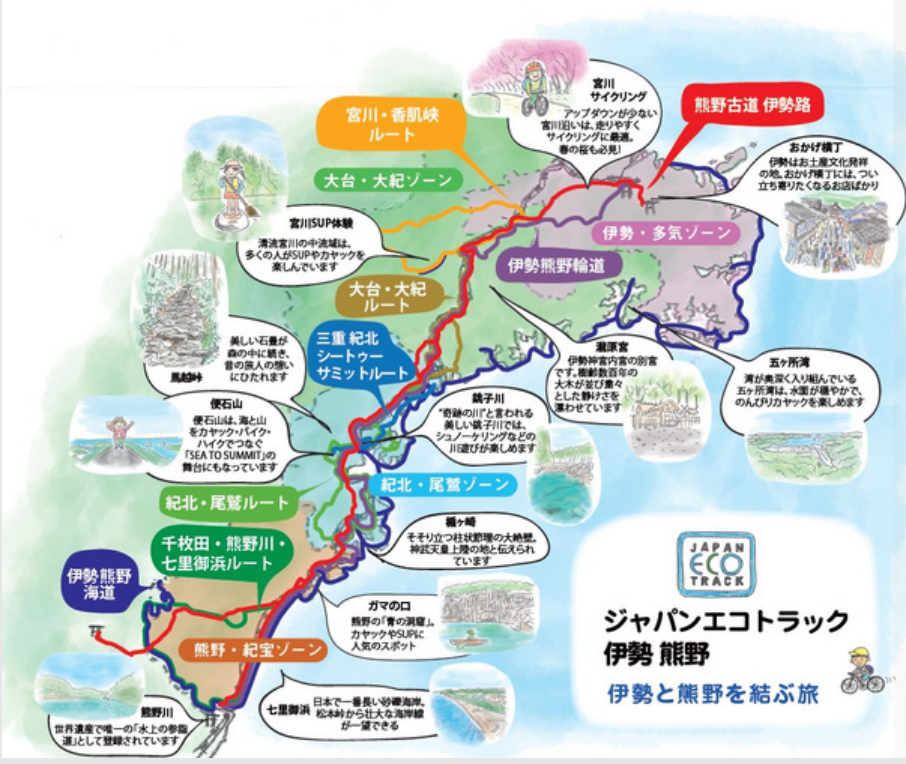 宮川
サイクリング
アップダウンが少ない
宮川沿いは、走りやすく
サイクリングに最適。
春の桜も必見!
熊野古道 伊勢路
宮川・香肌峡
ルート
おかげ横丁
伊勢はお土産文化発祥
の地。おかげ横丁には、つい
立ち寄りたくなるお店ばかり
大台・大紀ゾーン
宮川SUP体験
清流宮川の中流域は、
多くの人がSUPやカヤックを
楽しんでいます
伊勢・多気ゾーン
伊勢熊野輪道
大台・大紀
ルート
三重 紀北
シートゥー
サミットルート
美しい石畳が
森の中に続き、
昔の旅人の想い
にひたれます
馬越峠
瀧原宮
伊勢神宮内宮の別宮
です。樹齢数百年の
大木が並び粛々
とした静けさを
漂わせています
五ヶ所湾
湾が奥深く入り組んでいる
五ヶ所湾は、水面が穏やかで、
のんびりカヤックを楽しめます
便石山
便石山は、海と山
をカヤック・バイク・
ハイクでつなぐ
「SEA TO SUMMIT」の
舞台にもなっています
銚子川
"奇跡の川"と言われる
美しい銚子川では、
シュノーケリングなどの
川遊びが楽しめます
紀北・尾鷲ゾーン
紀北・尾鷲ルート
楯ヶ崎
そそり立つ柱状節理の大絶壁。
神武天皇上陸の地と伝えられ
ています
千枚田・熊野川・
七里御浜ルート
伊勢熊野
海道
ガマの口
熊野の「青の洞窟」。
カヤックやSUPに
人気のスポット
熊野・紀宝ゾーン
七里御浜
日本で一番長い砂礫海岸。
松本峠から壮大な海岸線
が一望できる
熊野川
世界遺産で唯一の「水上の参詣
道」として登録されています
JAPAN
ECO
TRACK
ジャパンエコトラック
伊勢 熊野
伊勢と熊野を結ぶ旅